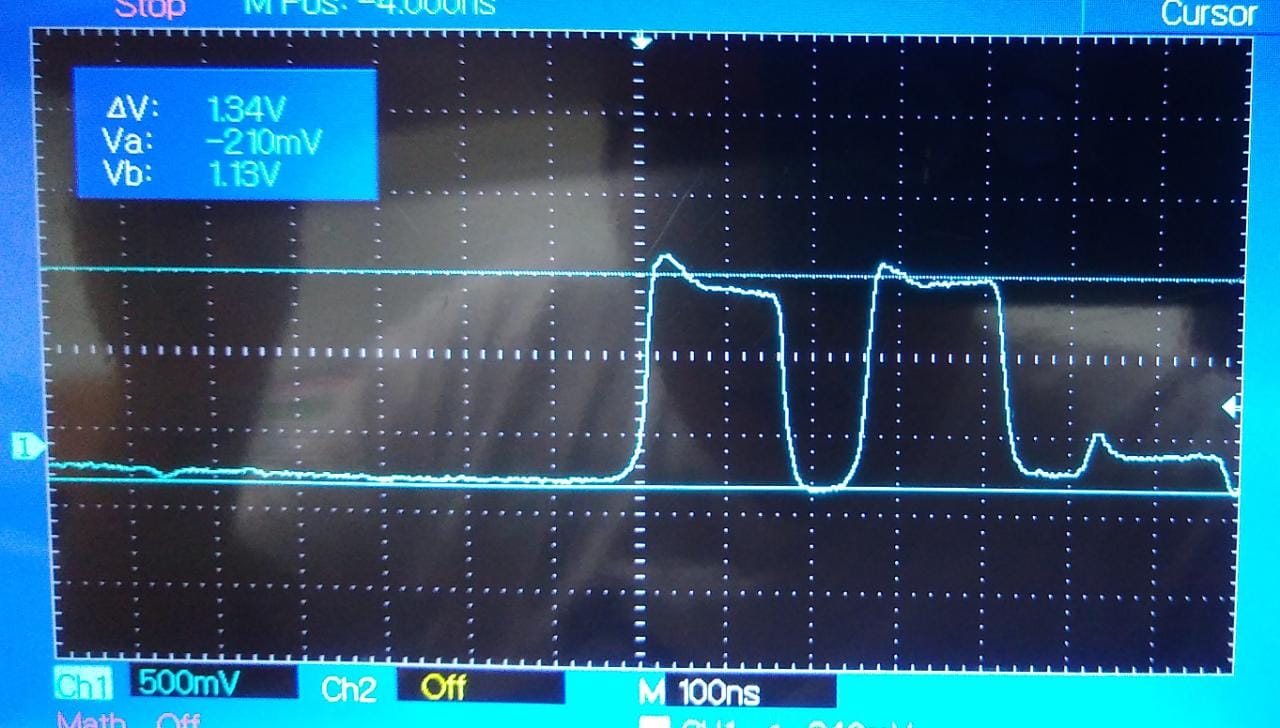 Stop M Pos: -4.000ns
Cursor
ΔV: 1.34V
Va: -210mV
Vb: 1.13V
1
Ch1 500mV Ch2 Off M 100ns
Math Off